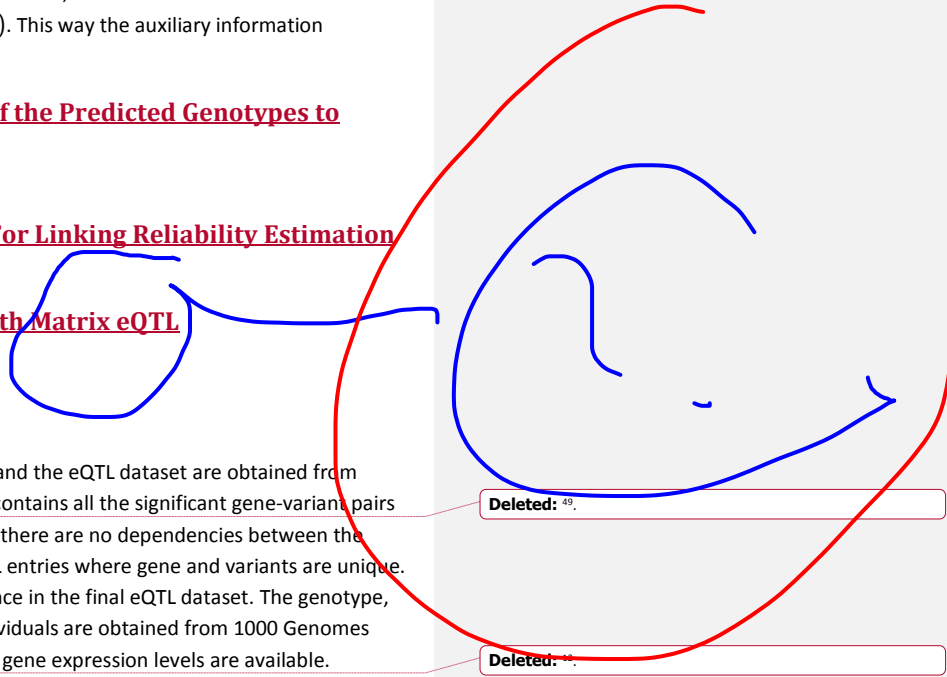 ). This way the auxiliary information
f the Predicted Genotypes to
For Linking Reliability Estimation
th Matrix eQTL
and the eQTL dataset are obtained from
contains all the significant gene-variant pairs
Deleted: 49.
there are no dependencies between the
L entries where gene and variants are unique.
nce in the final eQTL dataset. The genotype,
viduals are obtained from 1000 Genomes
gene expression levels are available.
Deleted: